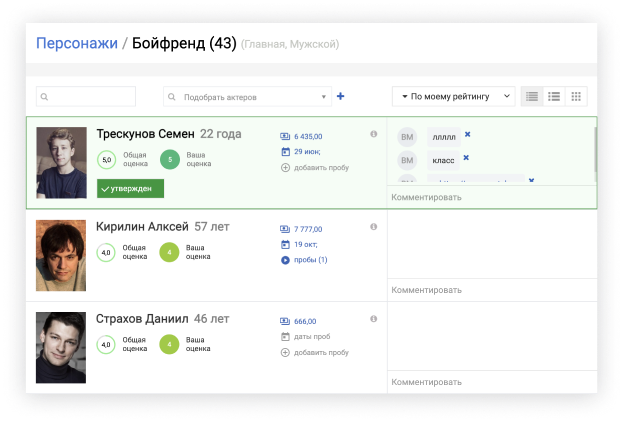 Персонажи / Бойфренд (43) (Главная, Мужской)
Подобрать актеров
По моему рейтингу
Трескунов Семен 22 года
5,0 Общая оценка
5 Ваша оценка
утвержден
6 435,00
29 июн;
добавить пробу
ВМ ллллл
ВМ класс
Комментировать
Кирилин Алксей 57 лет
4,0 Общая оценка
4 Ваша оценка
7 777,00
19 окт;
пробы (1)
Комментировать
Страхов Даниил 46 лет
4,0 Общая оценка
4 Ваша оценка
666,00
даты проб
добавить пробу
Комментировать